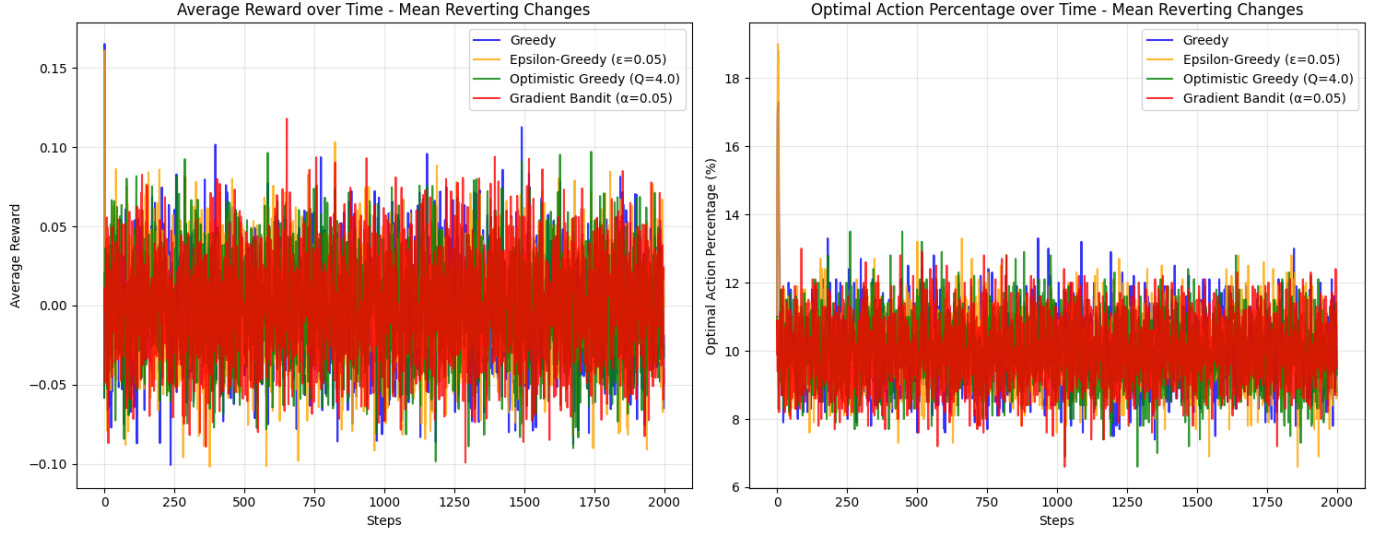 Average Reward over Time - Mean Reverting Changes
Average Reward
0.15
0.10
0.05
0.00
−0.05
−0.10
0
250
500
750
1000
1250
1500
1750
2000
Steps
Greedy
Epsilon-Greedy (ε=0.05)
Optimistic Greedy (Q=4.0)
Gradient Bandit (α=0.05)
Optimal Action Percentage over Time - Mean Reverting Changes
Optimal Action Percentage (%)
18
16
14
12
10
8
6
0
250
500
750
1000
1250
1500
1750
2000
Steps
Greedy
Epsilon-Greedy (ε=0.05)
Optimistic Greedy (Q=4.0)
Gradient Bandit (α=0.05)